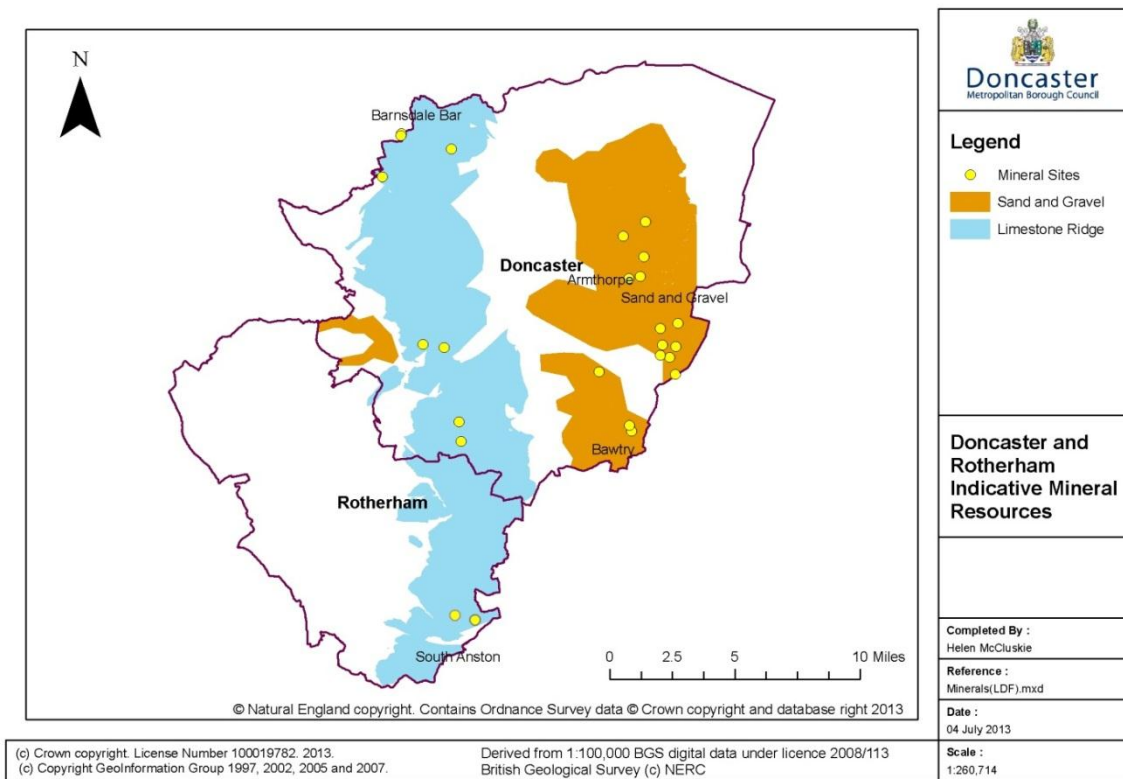 N
Barnsdale Bar
Doncaster
Armthorpe
Sand and Gravel
Bawtry
Rotherham
South Anston
0 2.5 5 10 Miles
© Natural England copyright. Contains Ordnance Survey data © Crown copyright and database right 2013
Doncaster
Metropolitan Borough Council
Legend
Mineral Sites
Sand and Gravel
Limestone Ridge
Doncaster and
Rotherham
Indicative Mineral
Resources
Completed By :
Helen McCluskie
Reference :
Minerals(LDF).mxd
Date :
04 July 2013
Scale :
1:260,714
(c) Crown copyright. License Number 100019782. 2013.
(c) Copyright GeoInformation Group 1997, 2002, 2005 and 2007.
Derived from 1:100,000 BGS digital data under licence 2008/113
British Geological Survey (c) NERC